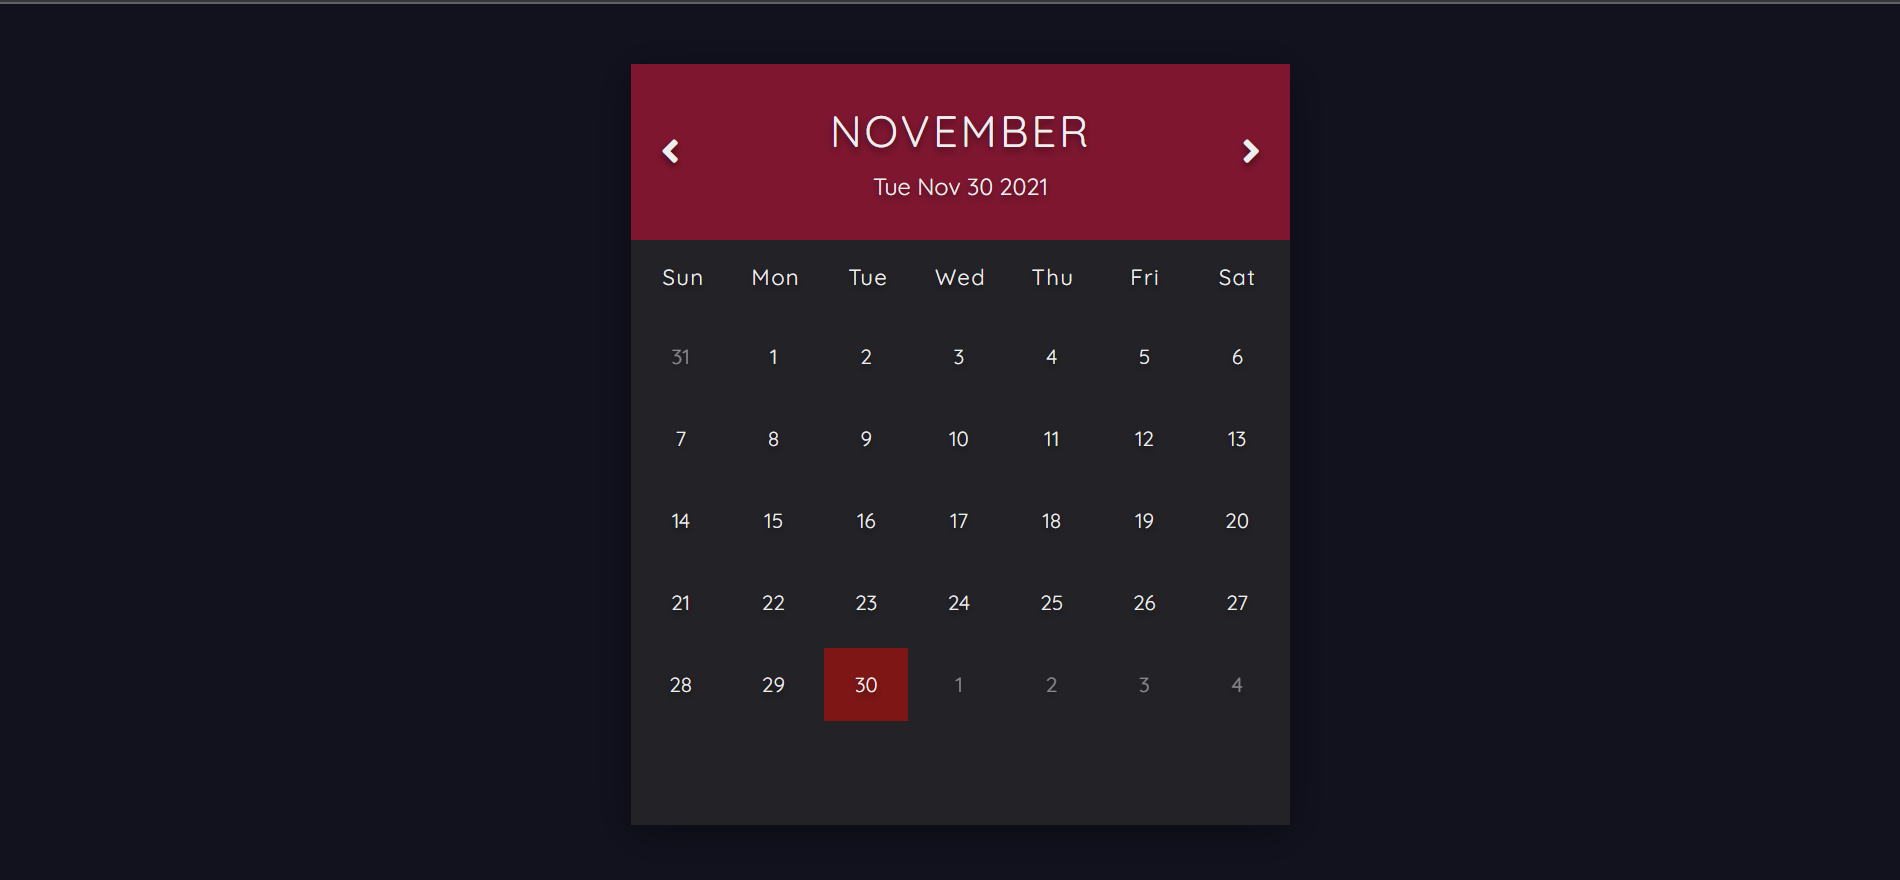 NOVEMBER
Tue Nov 30 2021
Sun Mon Tue Wed Thu Fri Sat
31 1 2 3 4 5 6
7 8 9 10 11 12 13
14 15 16 17 18 19 20
21 22 23 24 25 26 27
28 29 30 1 2 3 4